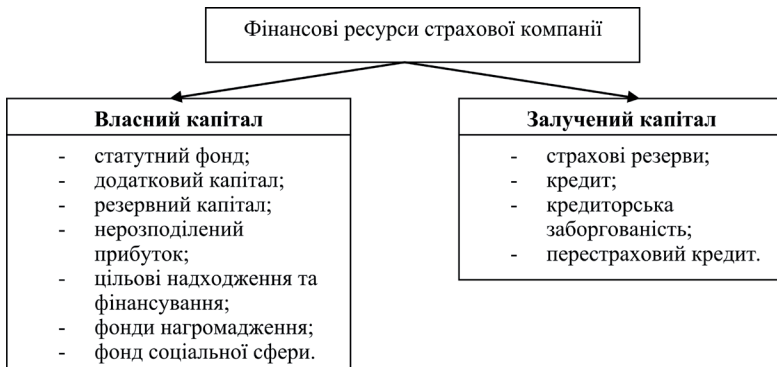 Фінансові ресурси страхової компанії
Власний капітал
- статутний фонд;
- додатковий капітал;
- резервний капітал;
- нерозподілений
прибуток;
- цільові надходження та
фінансування;
- фонди нагромадження;
- фонд соціальної сфери.
Залучений капітал
- страхові резерви;
- кредит;
- кредиторська
заборгованість;
- перестраховий кредит.